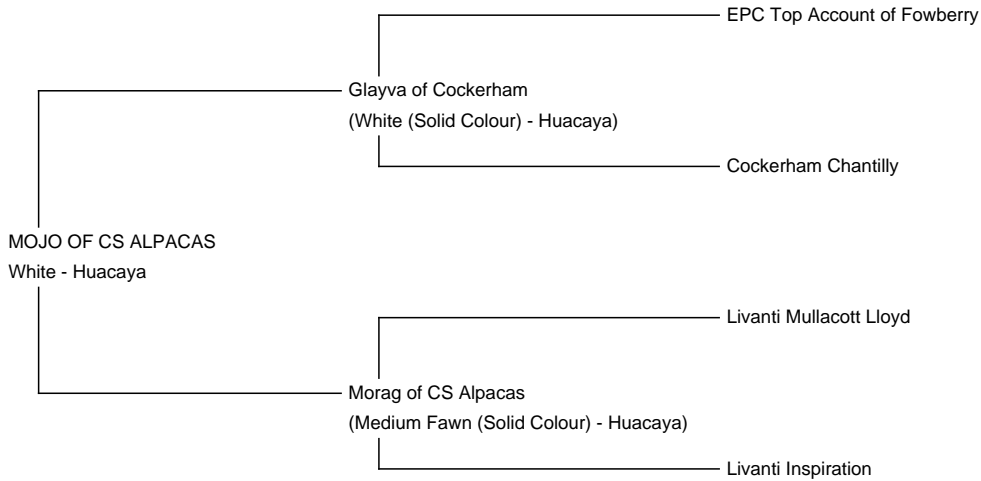 EPC Top Account of Fowberry
Glayva of Cockerham
(White (Solid Colour) - Huacaya)
Cockerham Chantilly
MOJO OF CS ALPACAS
White - Huacaya
Livanti Mullacott Lloyd
Morag of CS Alpacas
(Medium Fawn (Solid Colour) - Huacaya)
Livanti Inspiration